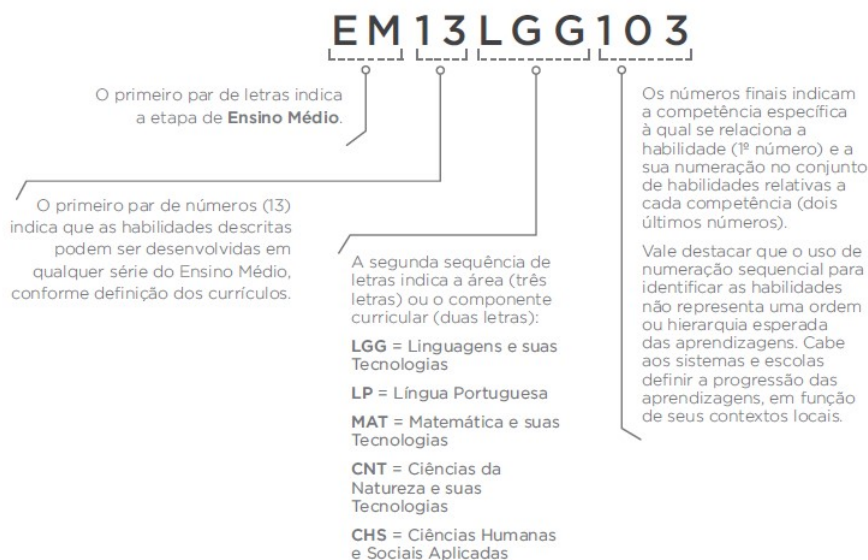 EM13LGG103
O primeiro par de letras indica
a etapa de Ensino Médio.
O primeiro par de números (13)
indica que as habilidades descritas
podem ser desenvolvidas em
qualquer série do Ensino Médio,
conforme definição dos currículos.
A segunda sequência de
letras indica a área (três
letras) ou o componente
curricular (duas letras):
LGG = Linguagens e suas
Tecnologias
LP = Língua Portuguesa
MAT = Matemática e suas
Tecnologias
CNT = Ciências da
Natureza e suas
Tecnologias
CHS = Ciências Humanas
e Sociais Aplicadas
Os números finais indicam
a competência específica
à qual se relaciona a
habilidade (1º número) e a
sua numeração no conjunto
de habilidades relativas a
cada competência (dois
últimos números).
Vale destacar que o uso de
numeração sequencial para
identificar as habilidades
não representa uma ordem
ou hierarquia esperada
das aprendizagens. Cabe
aos sistemas e escolas
definir a progressão das
aprendizagens, em função
de seus contextos locais.